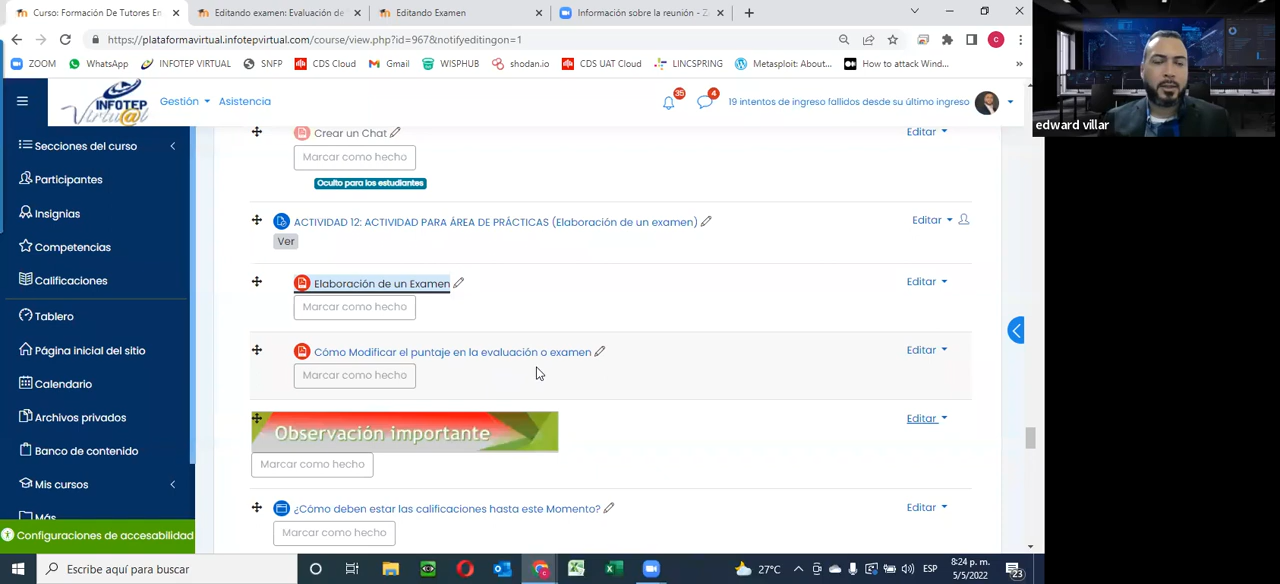 Curso: Formación De Tutores En
Editando examen: Evaluación de
Editando Examen
Información sobre la reunión - Z
https://plataformavirtual.infotepvirtual.com/course/view.php?id=967&notifyeditingon=1
C
ZOOM
WhatsApp
INFOTEP VIRTUAL
SNFP
CDS Cloud
Gmail
WISPHUB
shodan.io
CDS UAT Cloud
LINCSPRING
Metasploit: About...
How to attack Wind...
»
INFOTEP
Virtu@l
Gestión
Asistencia
35
4
19 intentos de ingreso fallidos desde su último ingreso
edward villar
Secciones del curso
Participantes
Insignias
Competencias
Calificaciones
Tablero
Página inicial del sitio
Calendario
Archivos privados
Banco de contenido
Mis cursos
Más
Configuraciones de accesabilidad
Crear un Chat
Editar
Marcar como hecho
Oculto para los estudiantes
ACTIVIDAD 12: ACTIVIDAD PARA ÁREA DE PRÁCTICAS (Elaboración de un examen)
Editar
Ver
Elaboración de un Examen
Editar
Marcar como hecho
Cómo Modificar el puntaje en la evaluación o examen
Editar
Marcar como hecho
Observación importante
Editar
Marcar como hecho
¿Cómo deben estar las calificaciones hasta este Momento?
Editar
Marcar como hecho
Escribe aquí para buscar
27°C
ESP
8:24 p. m.
5/5/2022
23